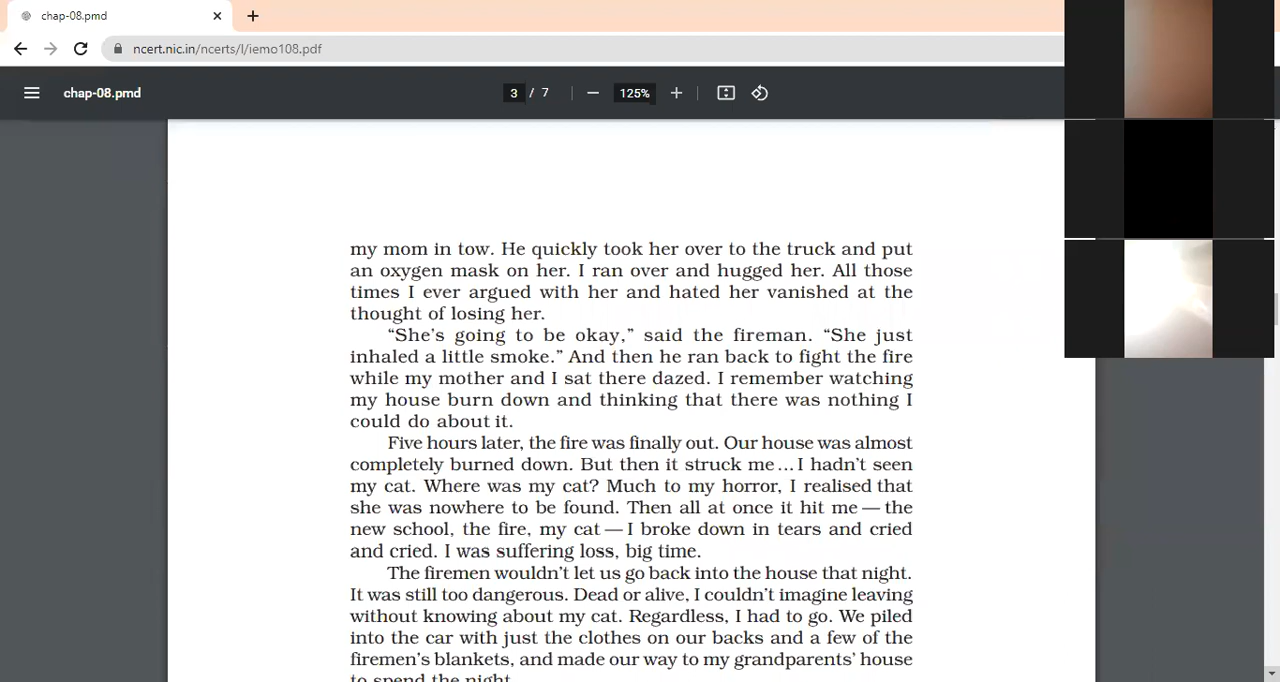 chap-08.pmd
ncert.nic.in/ncerts/l/iemo108.pdf
chap-08.pmd
3 / 7
125%
my mom in tow. He quickly took her over to the truck and put
an oxygen mask on her. I ran over and hugged her. All those
times I ever argued with her and hated her vanished at the
thought of losing her.
“She’s going to be okay,” said the fireman. “She just
inhaled a little smoke.” And then he ran back to fight the fire
while my mother and I sat there dazed. I remember watching
my house burn down and thinking that there was nothing I
could do about it.
Five hours later, the fire was finally out. Our house was almost
completely burned down. But then it struck me ... I hadn’t seen
my cat. Where was my cat? Much to my horror, I realised that
she was nowhere to be found. Then all at once it hit me — the
new school, the fire, my cat — I broke down in tears and cried
and cried. I was suffering loss, big time.
The firemen wouldn’t let us go back into the house that night.
It was still too dangerous. Dead or alive, I couldn’t imagine leaving
without knowing about my cat. Regardless, I had to go. We piled
into the car with just the clothes on our backs and a few of the
firemen’s blankets, and made our way to my grandparents’ house
to spend the night.